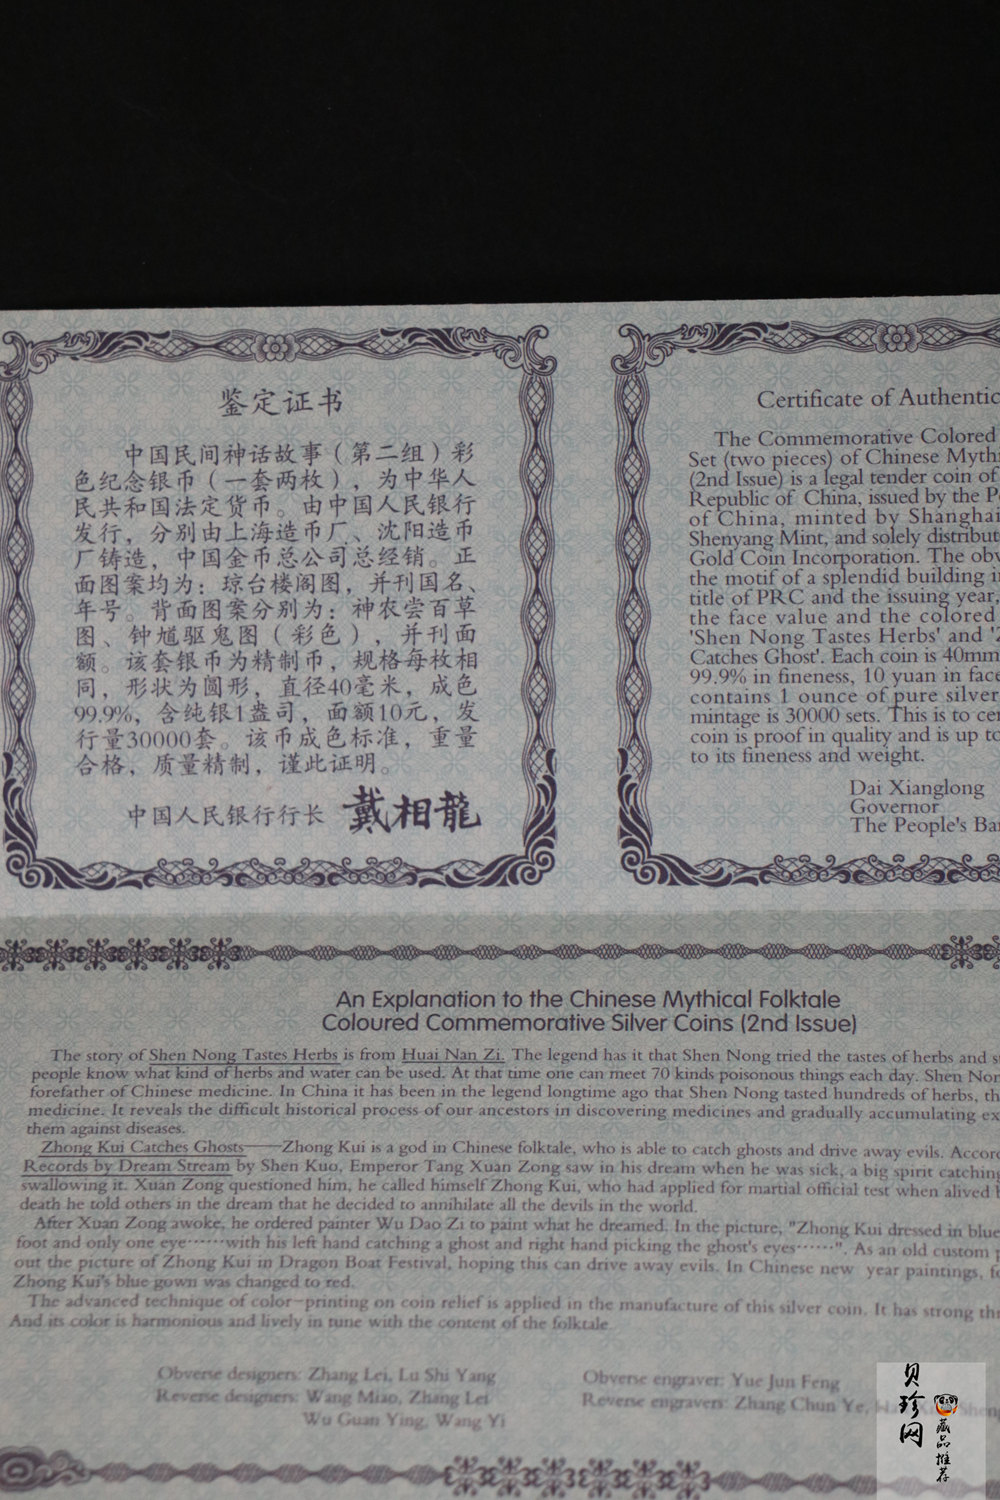 鉴定证书
中国民间神话故事（第二组）彩
色纪念银币（一套两枚），为中华人
民共和国法定货币。由中国人民银行
发行，分别由上海造币厂、沈阳造币
厂铸造，中国金币总公司总经销。正
面图案均为：琼台楼阁图，并刊国名、
年号。背面图案分别为：神农尝百草
图、钟馗驱鬼图（彩色），并刊面
额。该套银币为精制币，规格每枚相
同，形状为圆形，直径40毫米，成色
99.9%，含纯银1盎司，面额10元，发
行量30000套。该币成色标准，重量
合格，质量精制，谨此证明。
中国人民银行行长 戴相龍
Certificate of Authentic
The Commemorative Colored
Set (two pieces) of Chinese Myth
(2nd Issue) is a legal tender coin of
Republic of China, issued by the P
of China, minted by Shanghai
Shenyang Mint, and solely distribut
Gold Coin Incorporation. The obv
the motif of a splendid building i
title of PRC and the issuing year,
the face value and the colored
'Shen Nong Tastes Herbs' and '
Catches Ghost'. Each coin is 40mm
99.9% in fineness, 10 yuan in face
contains 1 ounce of pure silver
mintage is 30000 sets. This is to cer
coin is proof in quality and is up to
to its fineness and weight.
Dai Xianglong
Governor
The People's Ba
An Explanation to the Chinese Mythical Folktale
Coloured Commemorative Silver Coins (2nd Issue)
The story of Shen Nong Tastes Herbs is from Huai Nan Zi. The legend has it that Shen Nong tried the tastes of herbs and s
people know what kind of herbs and water can be used. At that time one can meet 70 kinds poisonous things each day. Shen Non
forefather of Chinese medicine. In China it has been in the legend longtime ago that Shen Nong tasted hundreds of herbs, th
medicine. It reveals the difficult historical process of our ancestors in discovering medicines and gradually accumulating ex
them against diseases.
Zhong Kui Catches Ghosts——Zhong Kui is a god in Chinese folktale, who is able to catch ghosts and drive away evils. Accor
Records by Dream Stream by Shen Kuo, Emperor Tang Xuan Zong saw in his dream when he was sick, a big spirit catching
swallowing it. Xuan Zong questioned him, he called himself Zhong Kui, who had applied for martial official test when alived
death he told others in the dream that he decided to annihilate all the devils in the world.
After Xuan Zong awoke, he ordered painter Wu Dao Zi to paint what he dreamed. In the picture, "Zhong Kui dressed in blue
foot and only one eye······with his left hand catching a ghost and right hand picking the ghost's eyes······". As an old custom
out the picture of Zhong Kui in Dragon Boat Festival, hoping this can drive away evils. In Chinese new year paintings, fo
Zhong Kui's blue gown was changed to red.
The advanced technique of color-printing on coin relief is applied in the manufacture of this silver coin. It has strong thr
And its color is harmonious and lively in tune with the content of the folktale.
Obverse designers: Zhang Lei, Lu Shi Yang
Reverse designers: Wang Miao, Zhang Lei
Wu Guan Ying, Wang Yi
Obverse engraver: Yue Jun Feng
Reverse engravers: Zhang Chun Ye,
贝珍网
藏品推荐